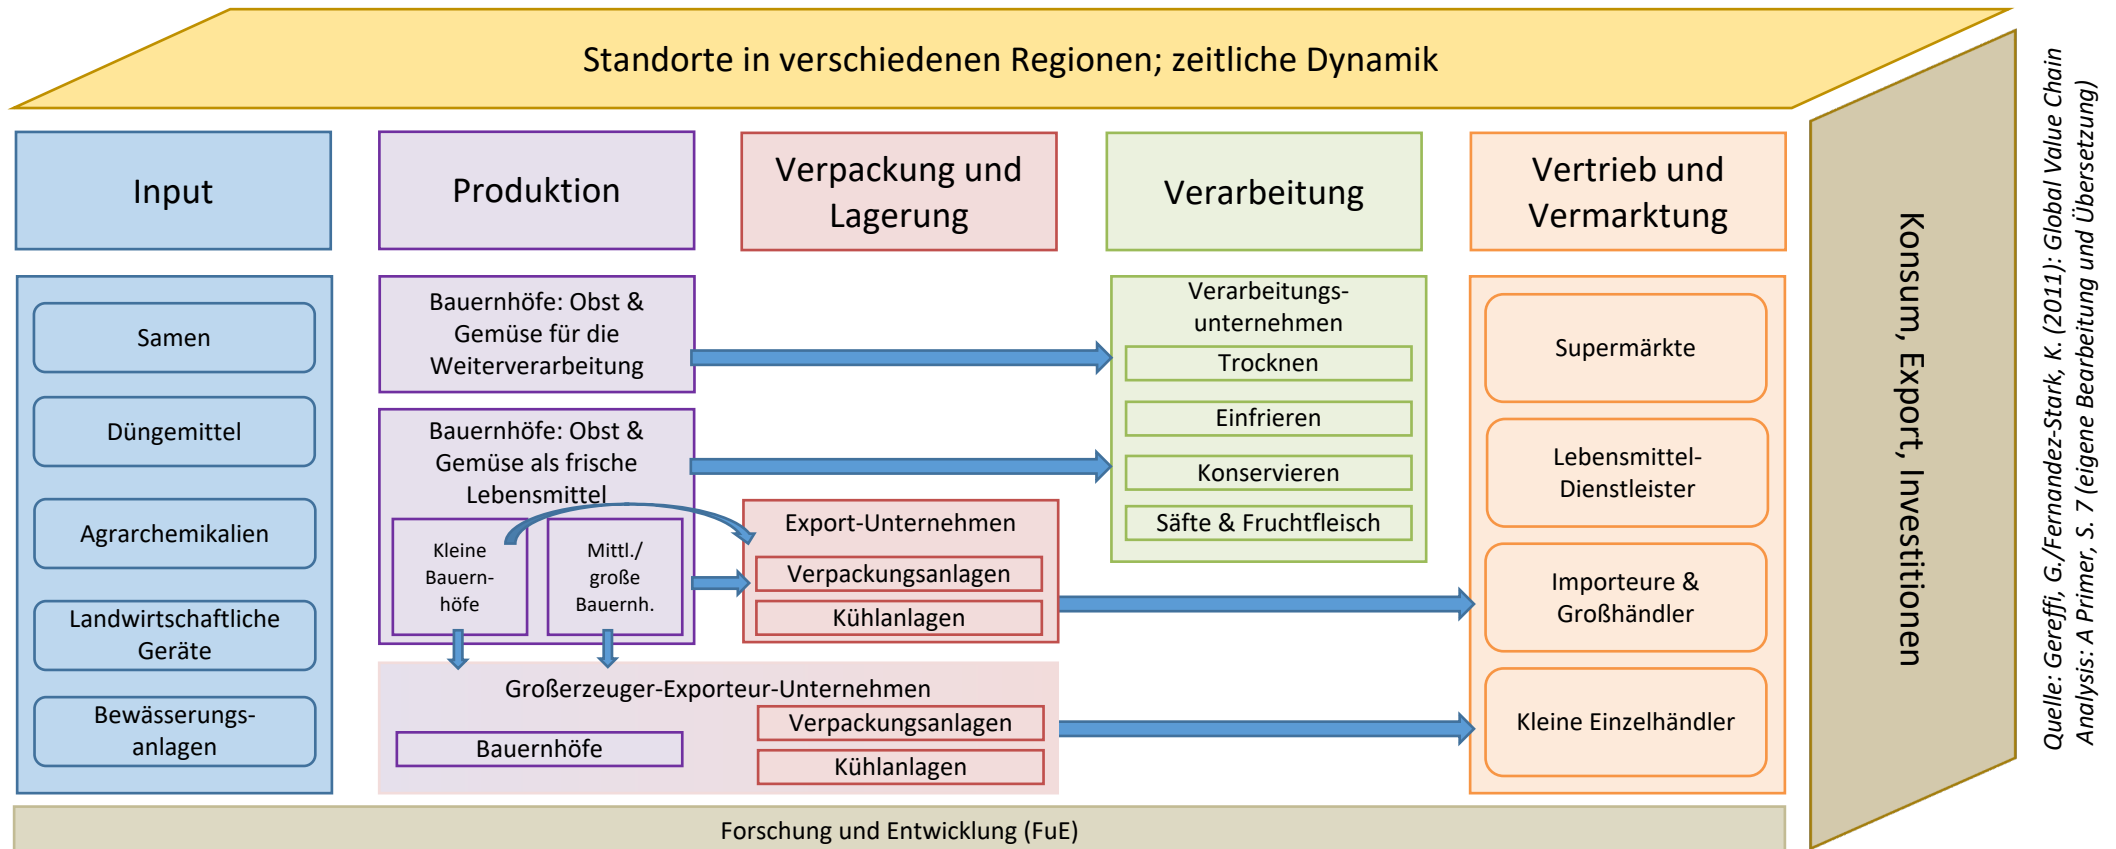 Standorte in verschiedenen Regionen; zeitliche Dynamik
Input
Produktion
Verpackung und
Lagerung
Verarbeitung
Vertrieb und
Vermarktung
Samen
Düngemittel
Agrarchemikalien
Landwirtschaftliche
Geräte
Bewässerungs-
anlagen
Bauernhöfe: Obst &
Gemüse für die
Weiterverarbeitung
Bauernhöfe: Obst &
Gemüse als frische
Lebensmittel
Kleine
Bauern-
höfe
Mittl./
große
Bauernh.
Export-Unternehmen
Verpackungsanlagen
Kühlanlagen
Großerzeuger-Exporteur-Unternehmen
Bauernhöfe
Verpackungsanlagen
Kühlanlagen
Verarbeitungs-
unternehmen
Trocknen
Einfrieren
Konservieren
Säfte & Fruchtfleisch
Supermärkte
Lebensmittel-
Dienstleister
Importeure &
Großhändler
Kleine Einzelhändler
Konsum, Export, Investitionen
Forschung und Entwicklung (FuE)
Quelle: Gereffi, G./Fernandez-Stark, K. (2011): Global Value Chain
Analysis: A Primer, S. 7 (eigene Bearbeitung und Übersetzung)